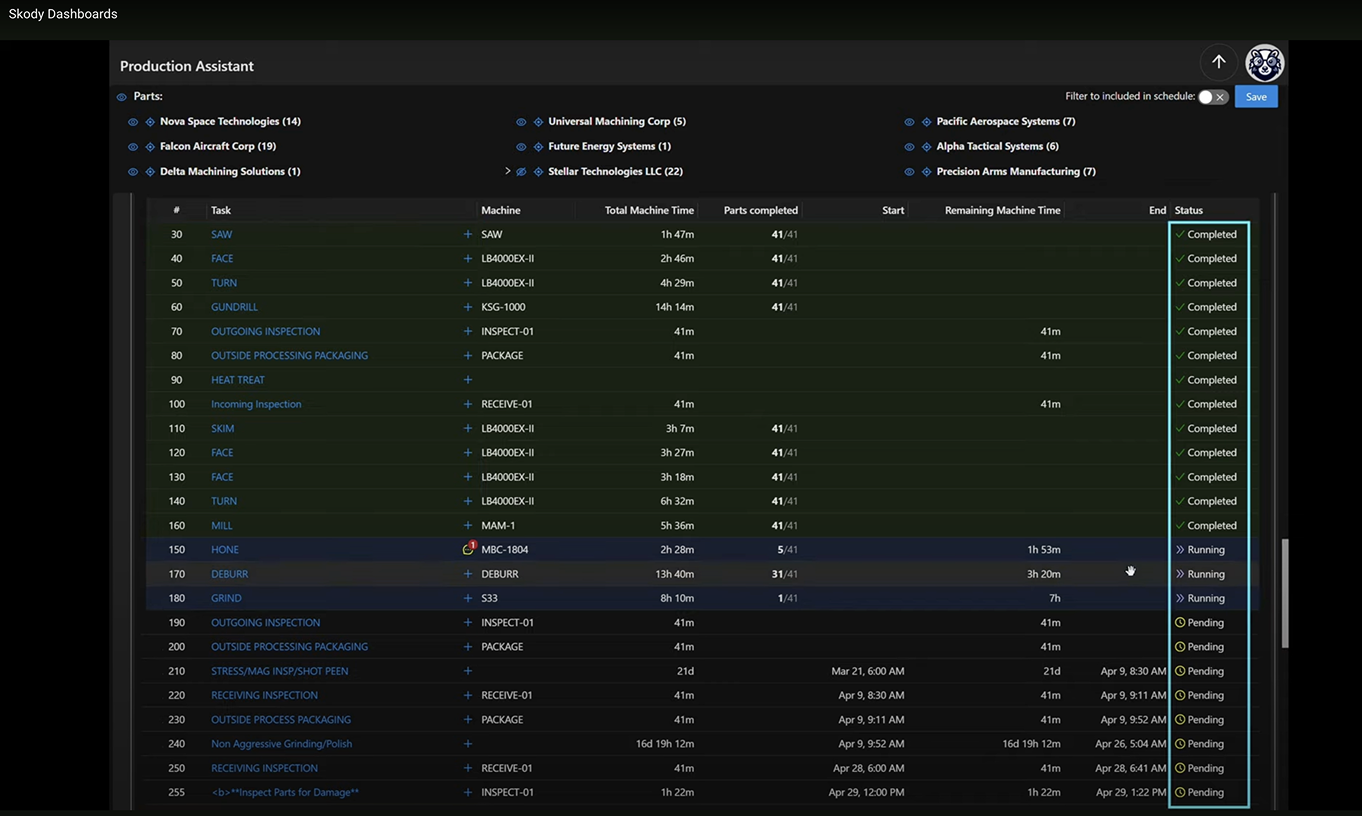 Skody Dashboards
Production Assistant
Parts: Filter to included in schedule: Save
Nova Space Technologies (14) Universal Machining Corp (5) Pacific Aerospace Systems (7)
Falcon Aircraft Corp (19) Future Energy Systems (1) Alpha Tactical Systems (6)
Delta Machining Solutions (1) Stellar Technologies LLC (22) Precision Arms Manufacturing (7)
# Task Machine Total Machine Time Parts completed Start Remaining Machine Time End Status
30 SAW + SAW 1h 47m 41/41 Completed
40 FACE + LB4000EX-II 2h 46m 41/41 Completed
50 TURN + LB4000EX-II 4h 29m 41/41 Completed
60 GUNDRILL + KSG-1000 14h 14m 41/41 Completed
70 OUTGOING INSPECTION + INSPECT-01 41m 41m Completed
80 OUTSIDE PROCESSING PACKAGING + PACKAGE 41m 41m Completed
90 HEAT TREAT + Completed
100 Incoming Inspection + RECEIVE-01 41m 41m Completed
110 SKIM + LB4000EX-II 3h 7m 41/41 Completed
120 FACE + LB4000EX-II 3h 27m 41/41 Completed
130 FACE + LB4000EX-II 3h 18m 41/41 Completed
140 TURN + LB4000EX-II 6h 32m 41/41 Completed
160 MILL + MAM-1 5h 36m 41/41 Completed
150 HONE 1 MBC-1804 2h 28m 5/41 1h 53m Running
170 DEBURR + DEBURR 13h 40m 31/41 3h 20m Running
180 GRIND + S33 8h 10m 1/41 7h Running
190 OUTGOING INSPECTION + INSPECT-01 41m 41m Pending
200 OUTSIDE PROCESSING PACKAGING + PACKAGE 41m 41m Pending
210 STRESS/MAG INSP/SHOT PEEN + 21d Mar 21, 6:00 AM 21d Apr 9, 8:30 AM Pending
220 RECEIVING INSPECTION + RECEIVE-01 41m Apr 9, 8:30 AM 41m Apr 9, 9:11 AM Pending
230 OUTSIDE PROCESS PACKAGING + PACKAGE 41m Apr 9, 9:11 AM 41m Apr 9, 9:52 AM Pending
240 Non Aggressive Grinding/Polish + 16d 19h 12m Apr 9, 9:52 AM 16d 19h 12m Apr 26, 5:04 AM Pending
250 RECEIVING INSPECTION + RECEIVE-01 41m Apr 28, 6:00 AM 41m Apr 28, 6:41 AM Pending
255 <b>**Inspect Parts for Damage** + INSPECT-01 1h 22m Apr 29, 12:00 PM 1h 22m Apr 29, 1:22 PM Pending